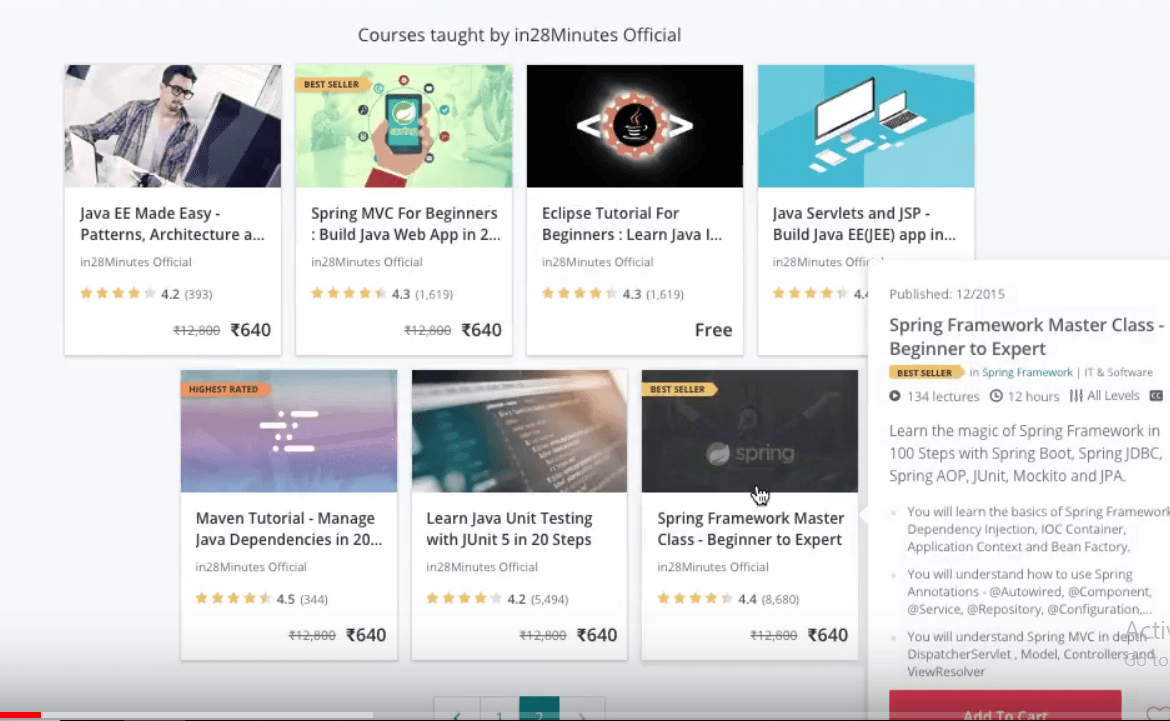 Courses taught by in28Minutes Official
BEST SELLER
spring
Java EE Made Easy -
Patterns, Architecture a...
in28Minutes Official
4.2 (393)
₹12,800 ₹640
Spring MVC For Beginners
: Build Java Web App in 2...
in28Minutes Official
4.3 (1,619)
₹12,800 ₹640
Eclipse Tutorial For
Beginners : Learn Java I...
in28Minutes Official
4.3 (1,619)
Free
Java Servlets and JSP -
Build Java EE(JEE) app in...
in28Minutes
4.4
HIGHEST RATED
Maven Tutorial - Manage
Java Dependencies in 20...
in28Minutes Official
4.5 (344)
₹12,800 ₹640
Learn Java Unit Testing
with JUnit 5 in 20 Steps
in28Minutes Official
4.2 (5,494)
₹12,800 ₹640
BEST SELLER
spring
Spring Framework Master
Class - Beginner to Expert
in28Minutes Official
4.4 (8,680)
₹12,800 ₹640
Published: 12/2015
Spring Framework Master Class -
Beginner to Expert
BEST SELLER in Spring Framework | IT & Software
134 lectures 12 hours All Levels CC
Learn the magic of Spring Framework in
100 Steps with Spring Boot, Spring JDBC,
Spring AOP, JUnit, Mockito and JPA.
You will learn the basics of Spring Framework
Dependency Injection, IOC Container,
Application Context and Bean Factory.
You will understand how to use Spring
Annotations - @Autowired, @Component,
@Service, @Repository, @Configuration,...
You will understand Spring MVC in depth
DispatcherServlet , Model, Controllers and
ViewResolver
Add To Cart
Go to
1 2